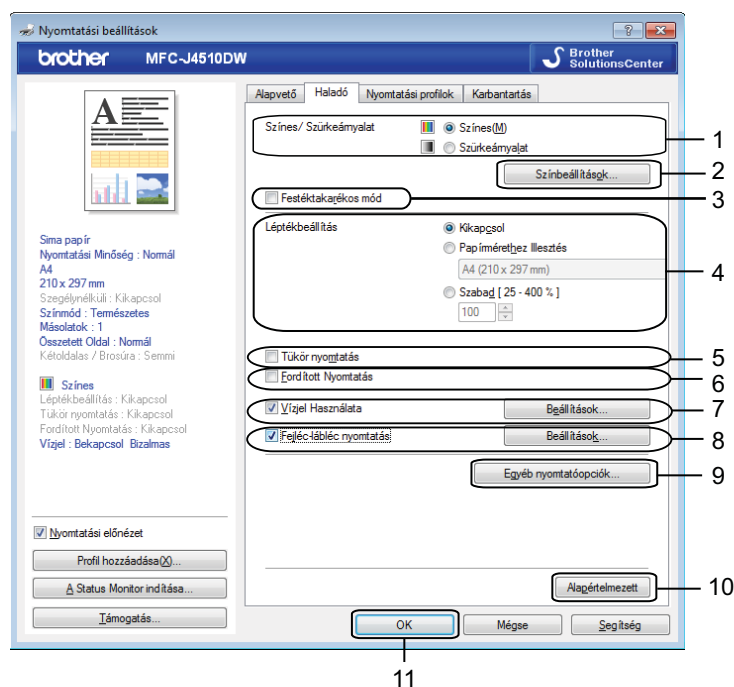 Nyomtatási beállítások
brother MFC-J4510DW
Brother
SolutionsCenter
Alapvető Haladó Nyomtatási profilok Karbantartás
Színes/ Szürkeárnyalat
Színes(M)
Szürkeárnyalat
1
Színbeállítások...
2
Festéktakarékos mód
3
Léptékbeállítás
Kikapcsol
Papírmérethez Illesztés
A4 (210 x 297 mm)
Szabad [ 25 - 400 % ]
100
4
Tükör nyomtatás
5
Fordított Nyomtatás
6
Vízjel Használata
Beállítások...
7
Fejléc-lábléc nyomtatás
Beállítások...
8
Egyéb nyomtatóopciók...
9
Alapértelmezett
10
A
Sima papír
Nyomtatási Minőség : Normál
A4
210 x 297 mm
Szegélynélküli : Kikapcsol
Színmód : Természetes
Másolatok : 1
Összetett Oldal : Normál
Kétoldalas / Brosúra : Semmi
Színes
Léptékbeállítás : Kikapcsol
Tükör nyomtatás : Kikapcsol
Fordított Nyomtatás : Kikapcsol
Vízjel : Bekapcsol Bizalmas
Nyomtatási előnézet
Profil hozzáadása(X)...
A Status Monitor indítása...
Támogatás...
OK
Mégse
Segítség
11